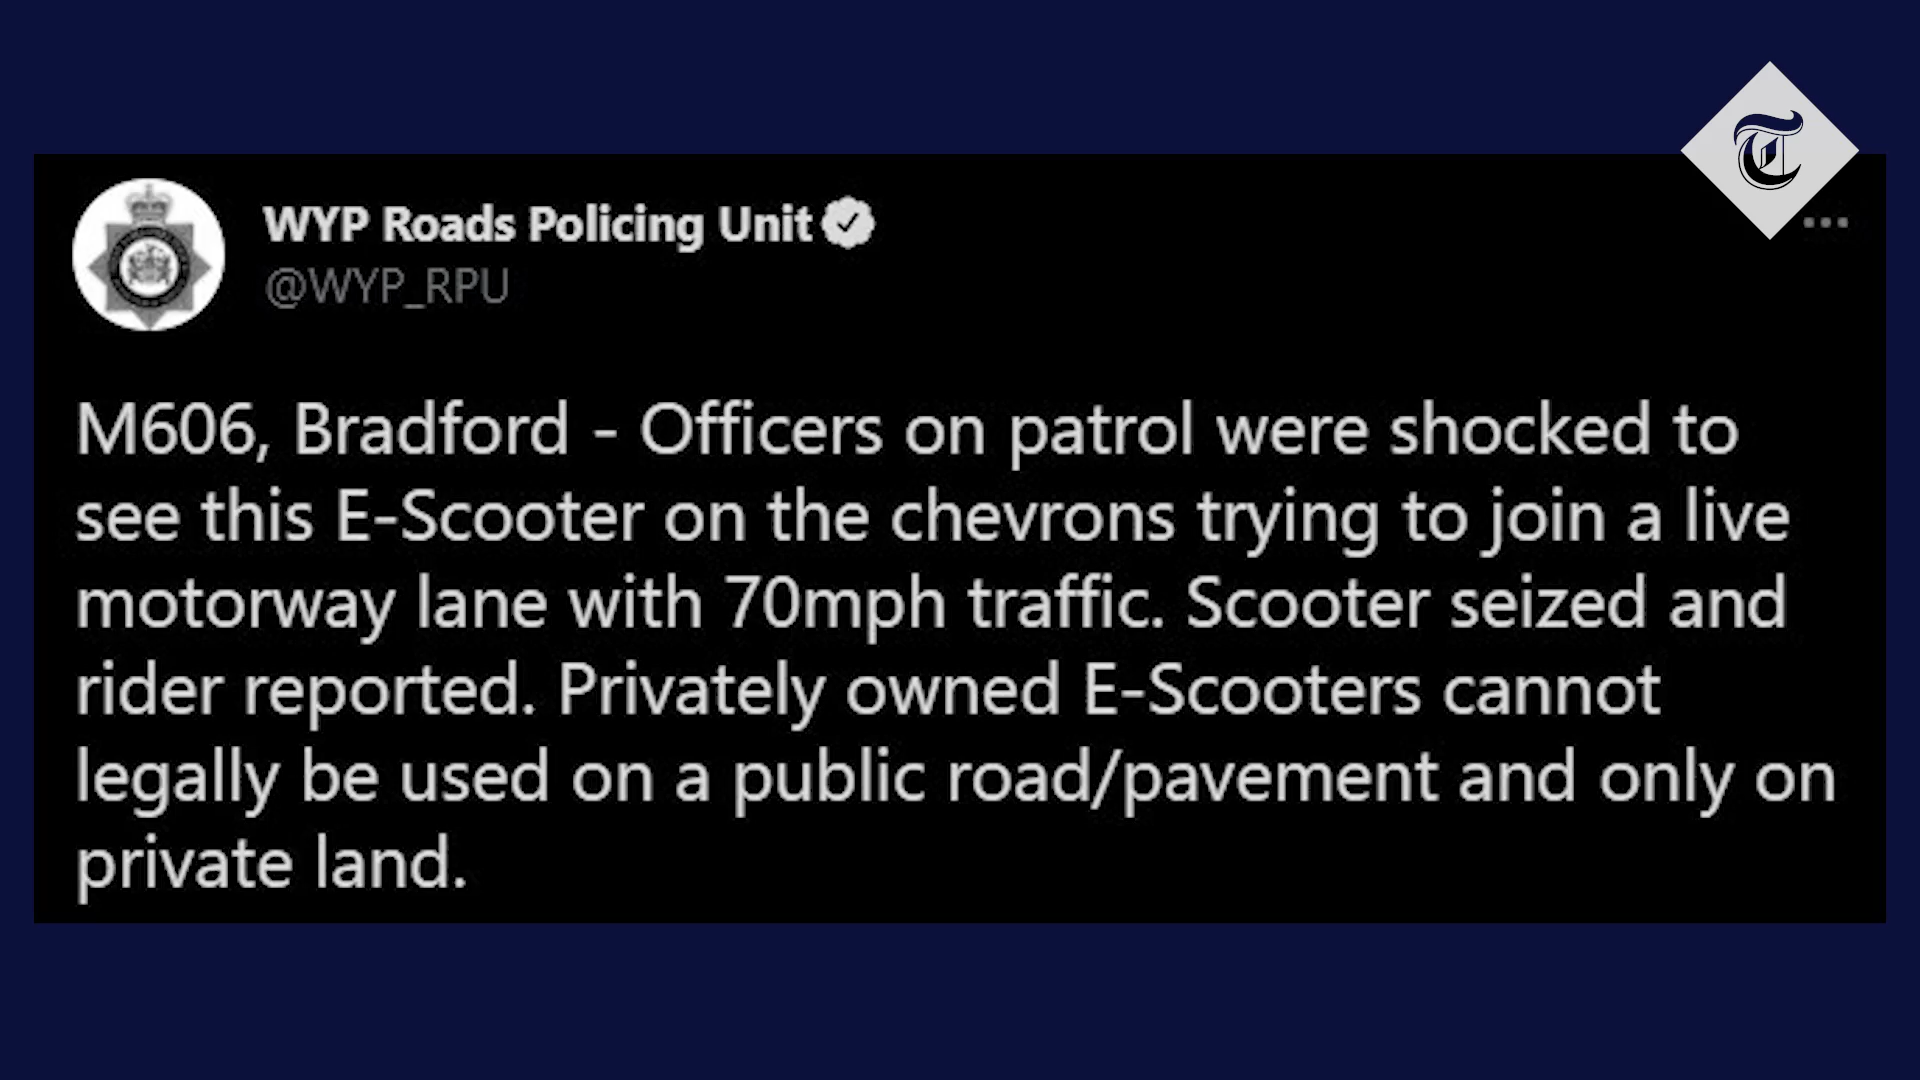 WYP Roads Policing Unit
@WYP_RPU
M606, Bradford - Officers on patrol were shocked to
see this E-Scooter on the chevrons trying to join a live
motorway lane with 70mph traffic. Scooter seized and
rider reported. Privately owned E-Scooters cannot
legally be used on a public road/pavement and only on
private land.
T